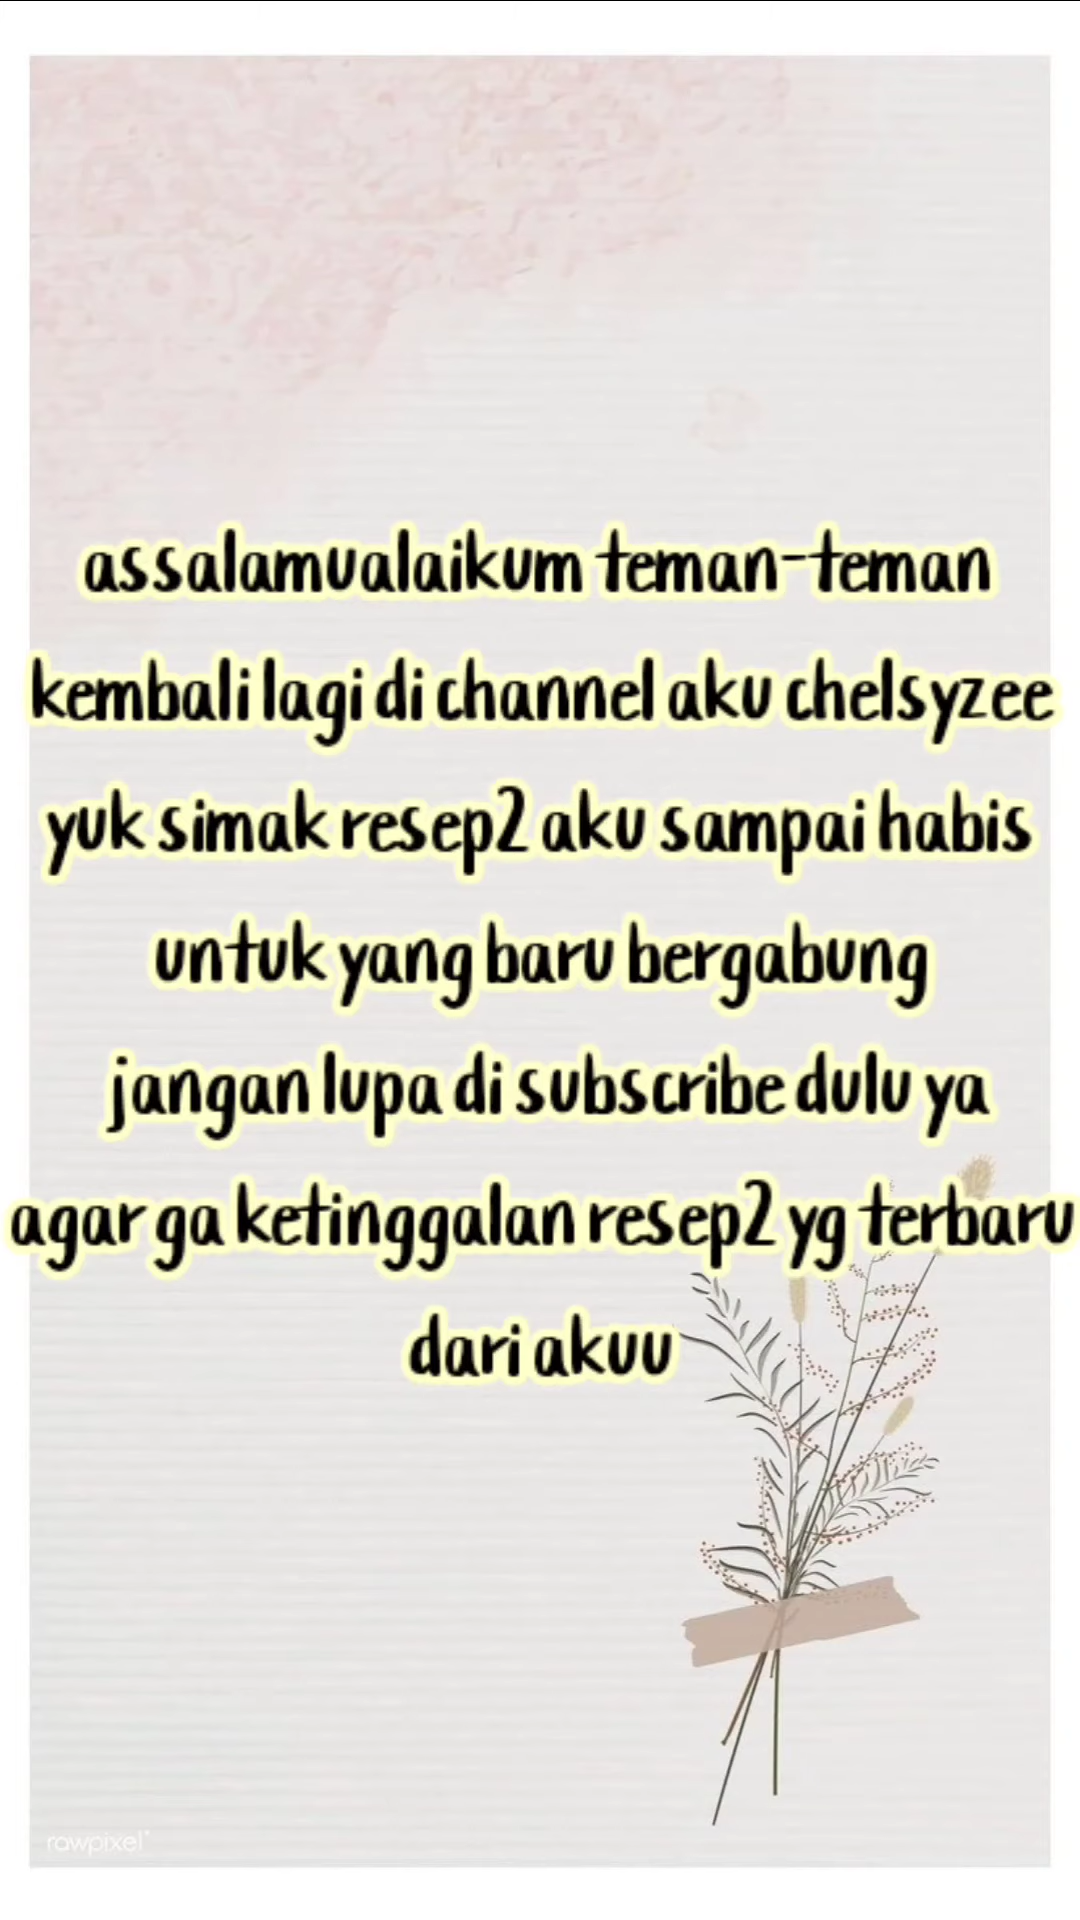 assalamualaikum teman-teman
kembali lagi di channel aku chelsyzee
yuk simak resep2 aku sampai habis
untuk yang baru bergabung
jangan lupa di subscribe dulu ya
agar ga ketinggalan resep2 yg terbaru
dari akuu
rawpixel